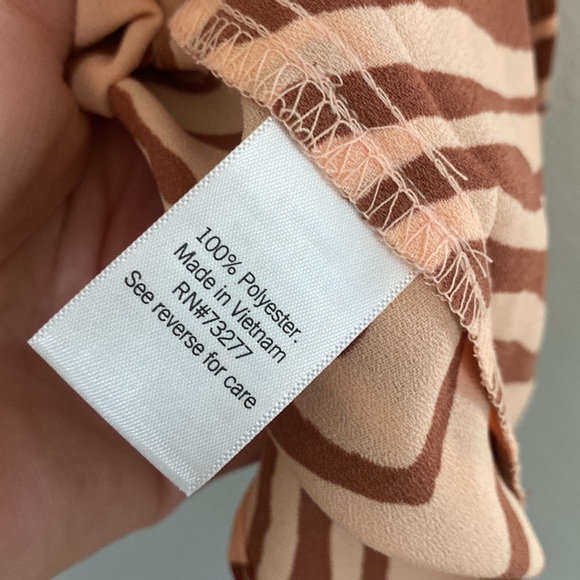 100% Polyester.
Made in Vietnam
RN#73277
See reverse for care